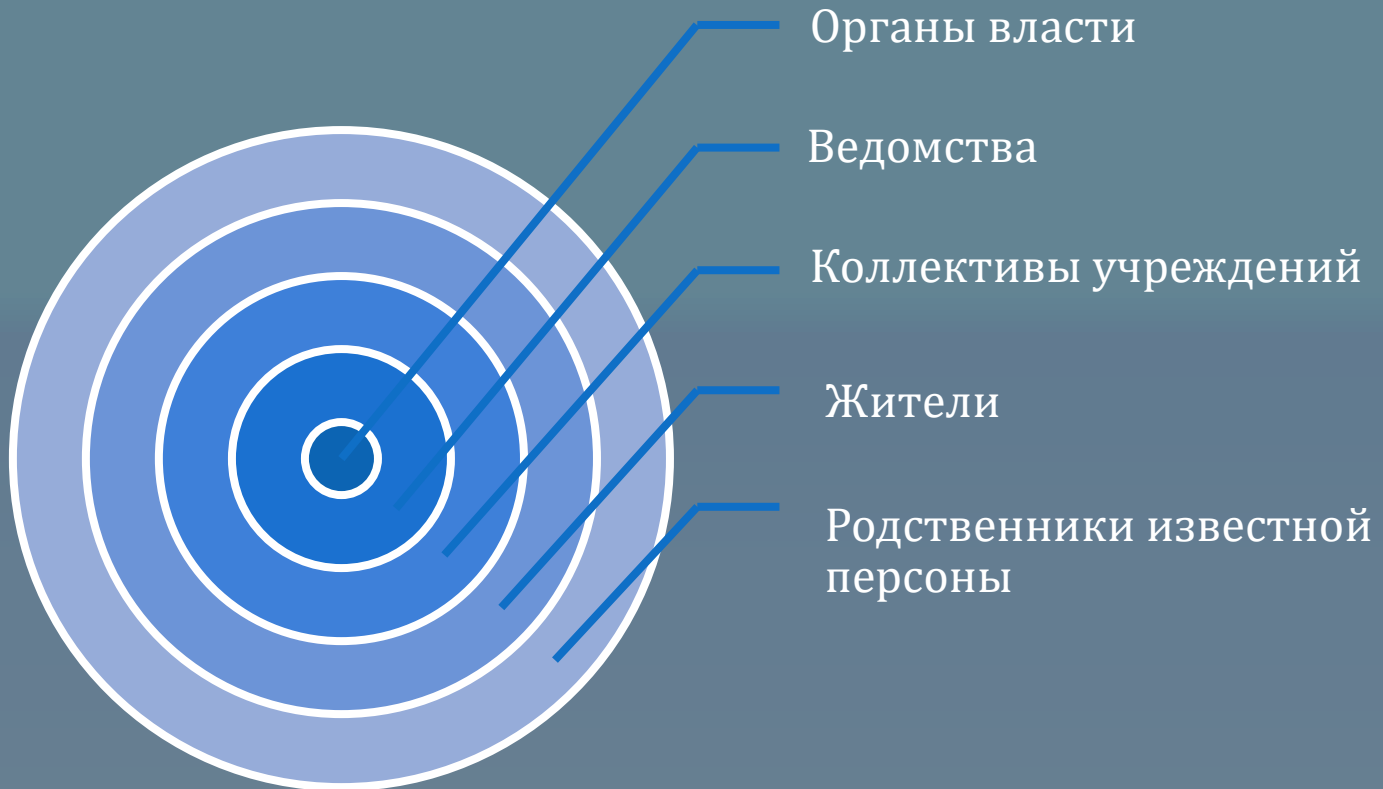 Органы власти
Ведомства
Коллективы учреждений
Жители
Родственники известной
персоны